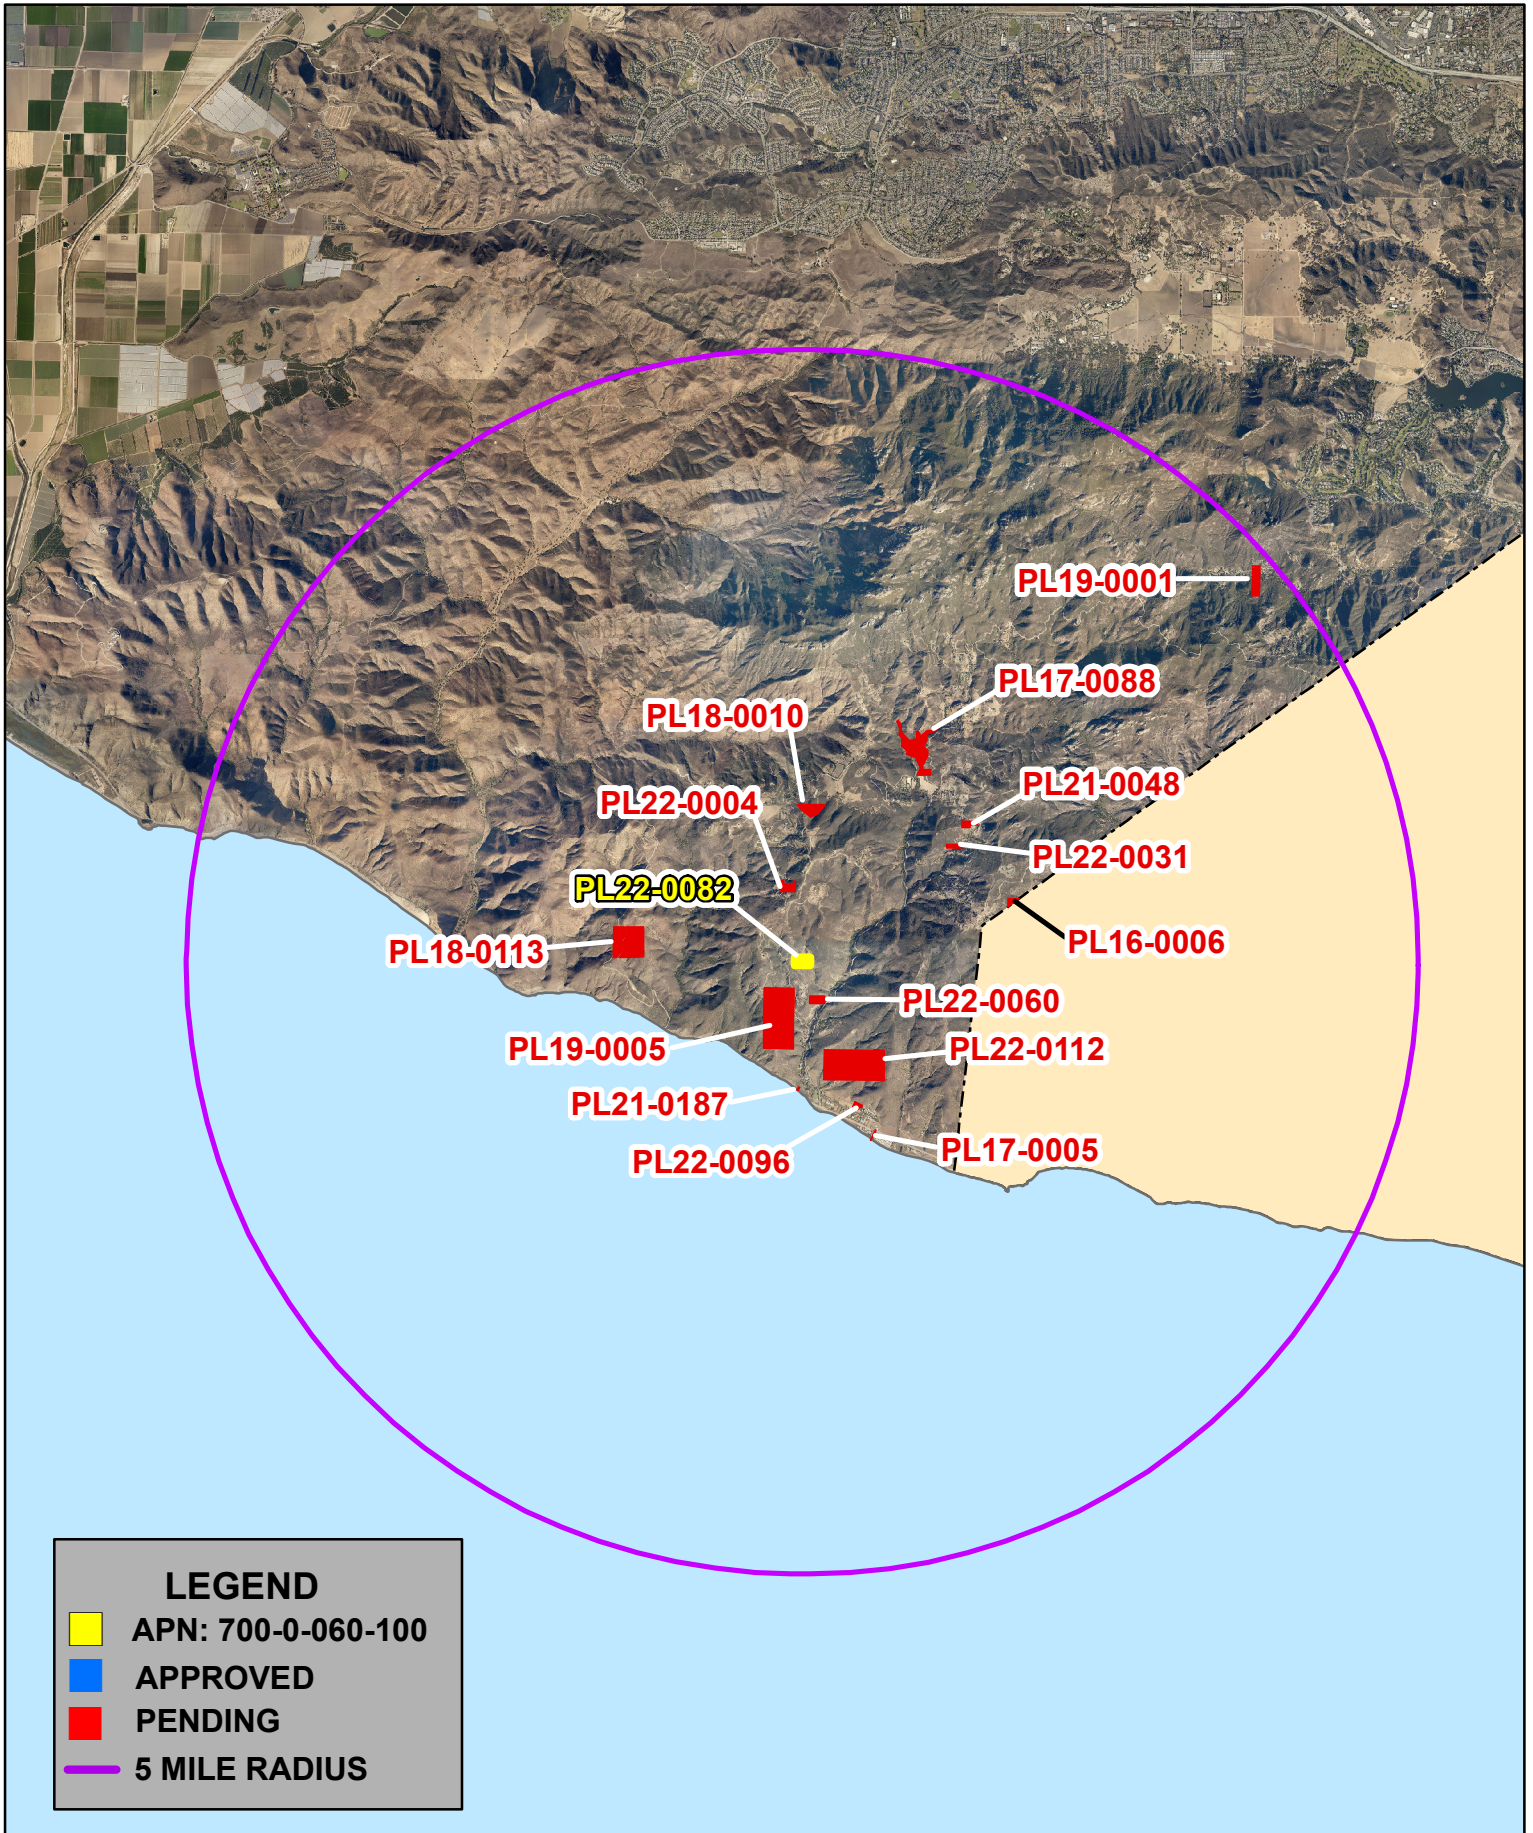 PL19-0001
PL17-0088
PL18-0010
PL21-0048
PL22-0004
PL22-0031
PL22-0082
PL16-0006
PL18-0113
PL22-0060
PL19-0005
PL22-0112
PL21-0187
PL17-0005
PL22-0096
LEGEND
APN: 700-0-060-100
APPROVED
PENDING
5 MILE RADIUS